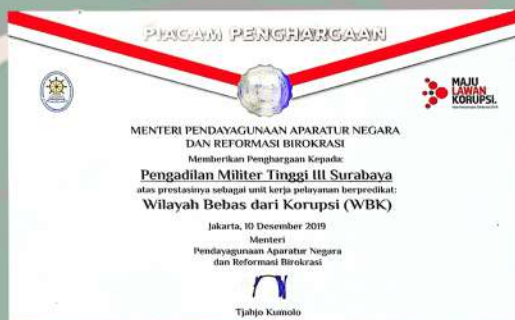 PIAGAM PENGHARGAAN
MAJU
LAWAN
KORUPSI.
MENTERI PENDAYAGUNAAN APARATUR NEGARA
DAN REFORMASI BIROKRASI
Memberikan Penghargaan Kepada:
Pengadilan Militer Tinggi III Surabaya
atas prestasinya sebagai unit kerja pelayanan berpredikat:
Wilayah Bebas dari Korupsi (WBK)
Jakarta, 10 Desember 2019
Menteri
Pendayagunaan Aparatur Negara
dan Reformasi Birokrasi
Tjahjo Kumolo